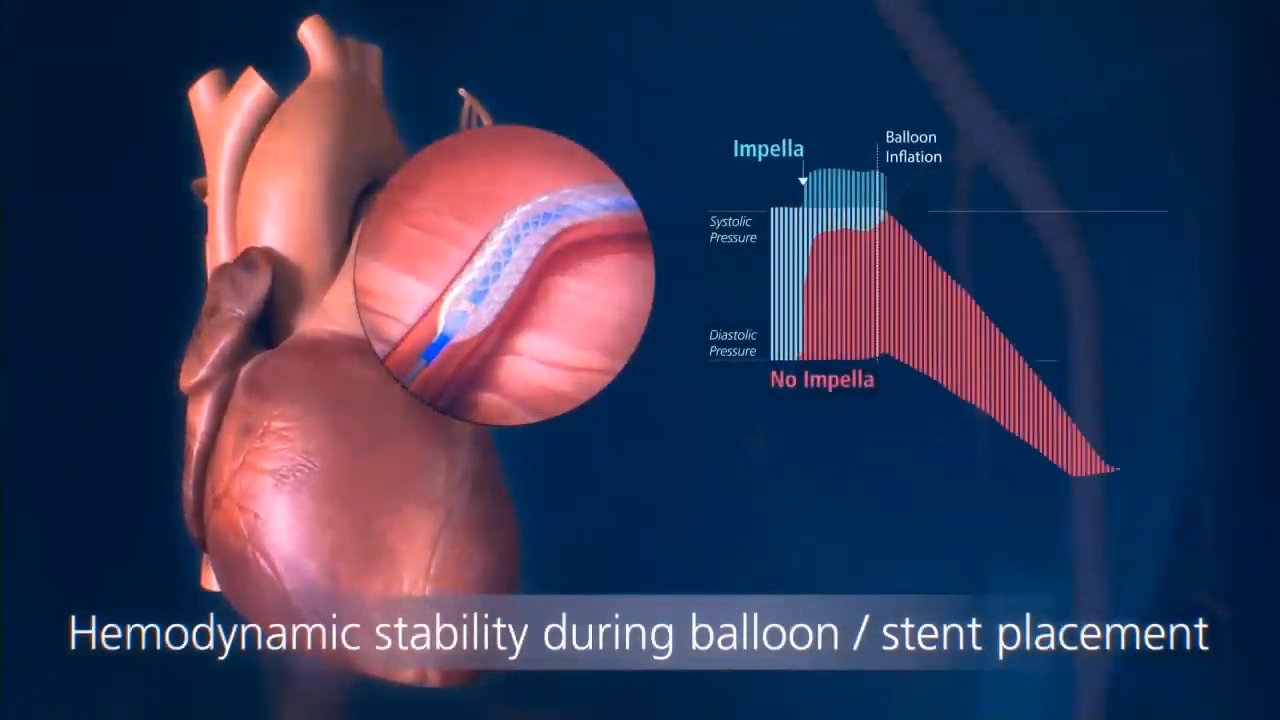 Impella
Balloon
Inflation
Systolic
Pressure
Diastolic
Pressure
No Impella
Hemodynamic stability during balloon / stent placement